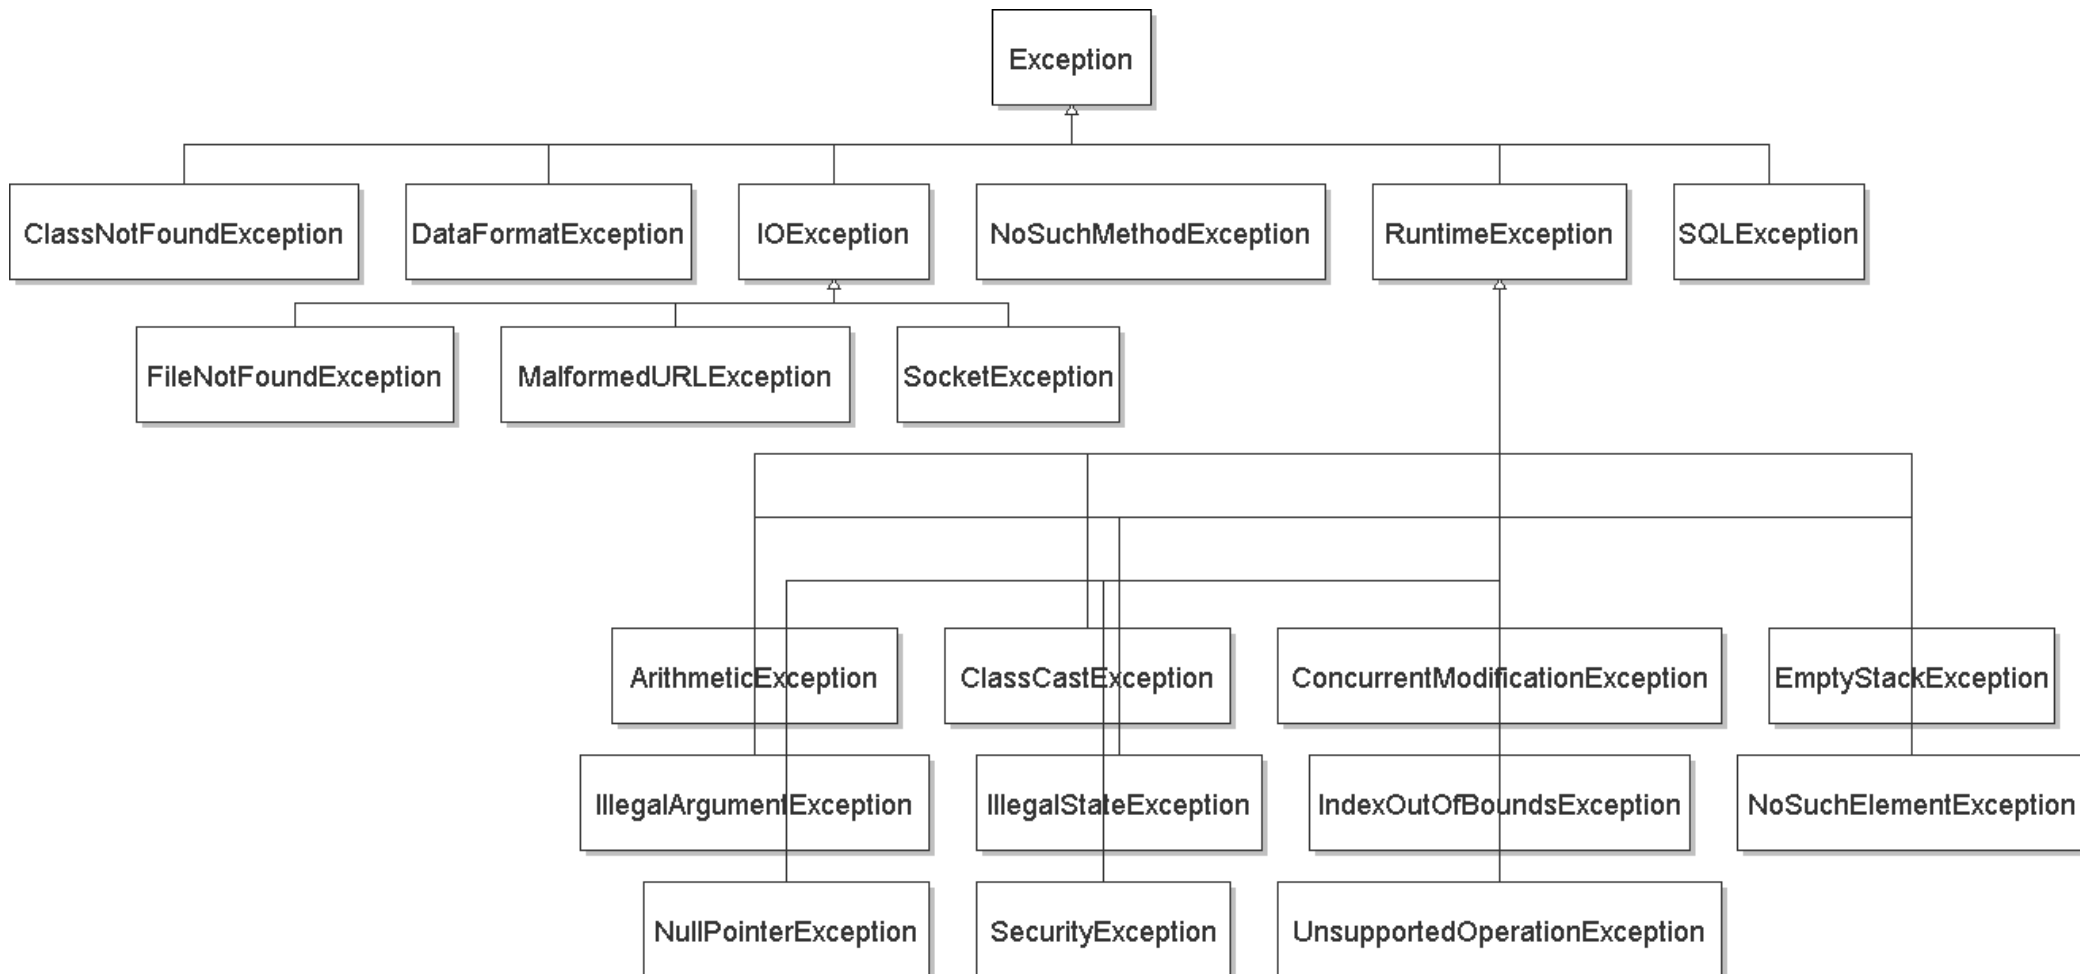 Exception
ClassNotFoundException
DataFormatException
IOException
NoSuchMethodException
RuntimeException
SQLException
FileNotFoundException
MalformedURLException
SocketException
ArithmeticException
ClassCastException
ConcurrentModificationException
EmptyStackException
IllegalArgumentException
IllegalStateException
IndexOutOfBoundsException
NoSuchElementException
NullPointerException
SecurityException
UnsupportedOperationException